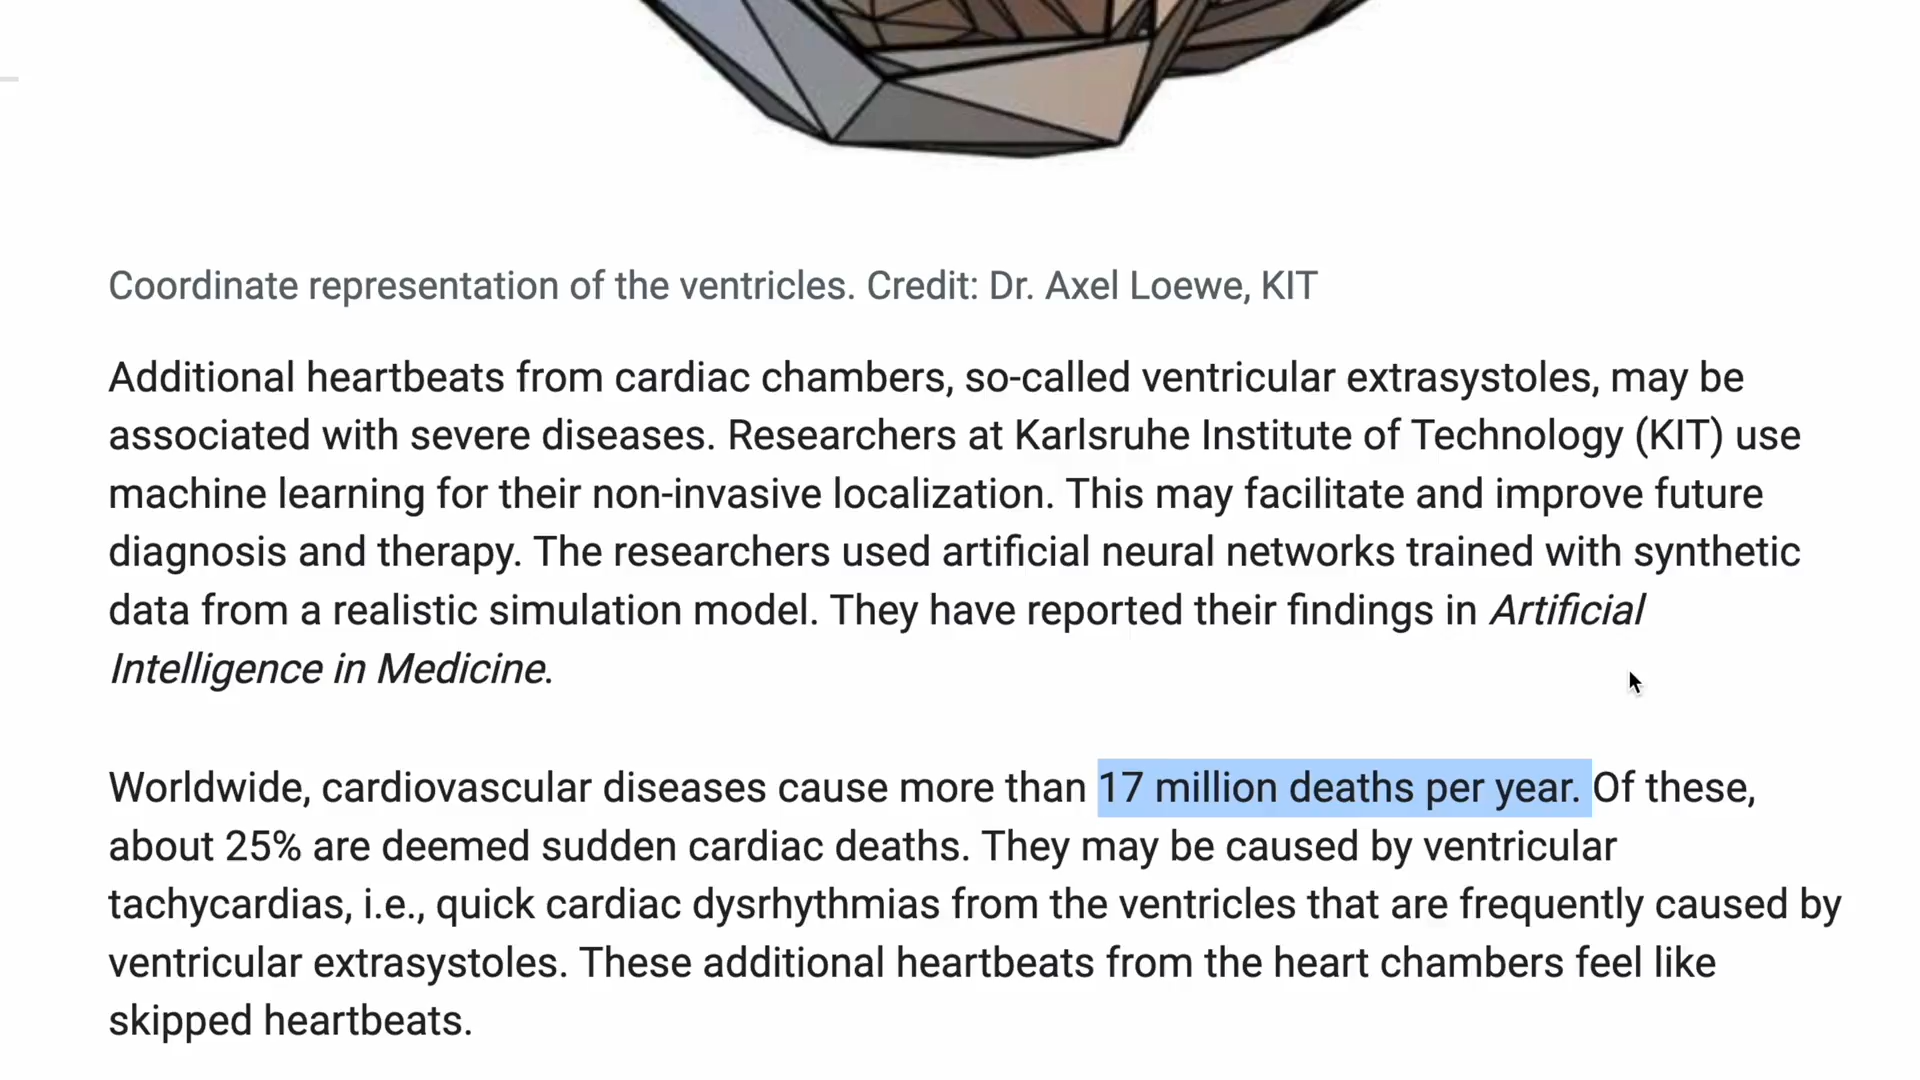 Coordinate representation of the ventricles. Credit: Dr. Axel Loewe, KIT
Additional heartbeats from cardiac chambers, so-called ventricular extrasystoles, may be
associated with severe diseases. Researchers at Karlsruhe Institute of Technology (KIT) use
machine learning for their non-invasive localization. This may facilitate and improve future
diagnosis and therapy. The researchers used artificial neural networks trained with synthetic
data from a realistic simulation model. They have reported their findings in Artificial
Intelligence in Medicine.
Worldwide, cardiovascular diseases cause more than 17 million deaths per year. Of these,
about 25% are deemed sudden cardiac deaths. They may be caused by ventricular
tachycardias, i.e., quick cardiac dysrhythmias from the ventricles that are frequently caused by
ventricular extrasystoles. These additional heartbeats from the heart chambers feel like
skipped heartbeats.